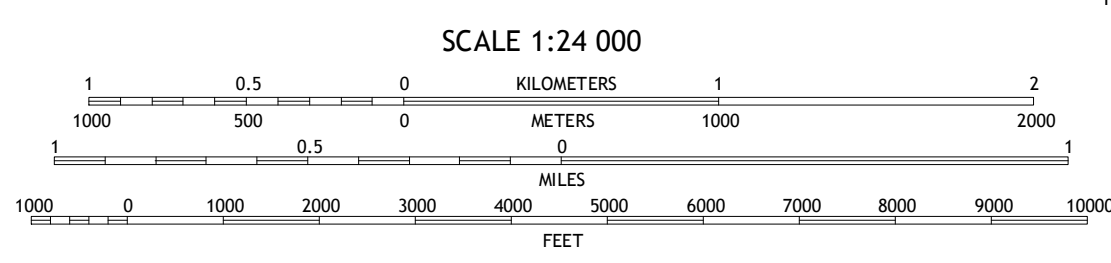 SCALE 1:24 000
1 0.5 0 KILOMETERS 1 2
1000 500 0 METERS 1000 2000
1 0.5 0 1
MILES
1000 0 1000 2000 3000 4000 5000 6000 7000 8000 9000 10000
FEET